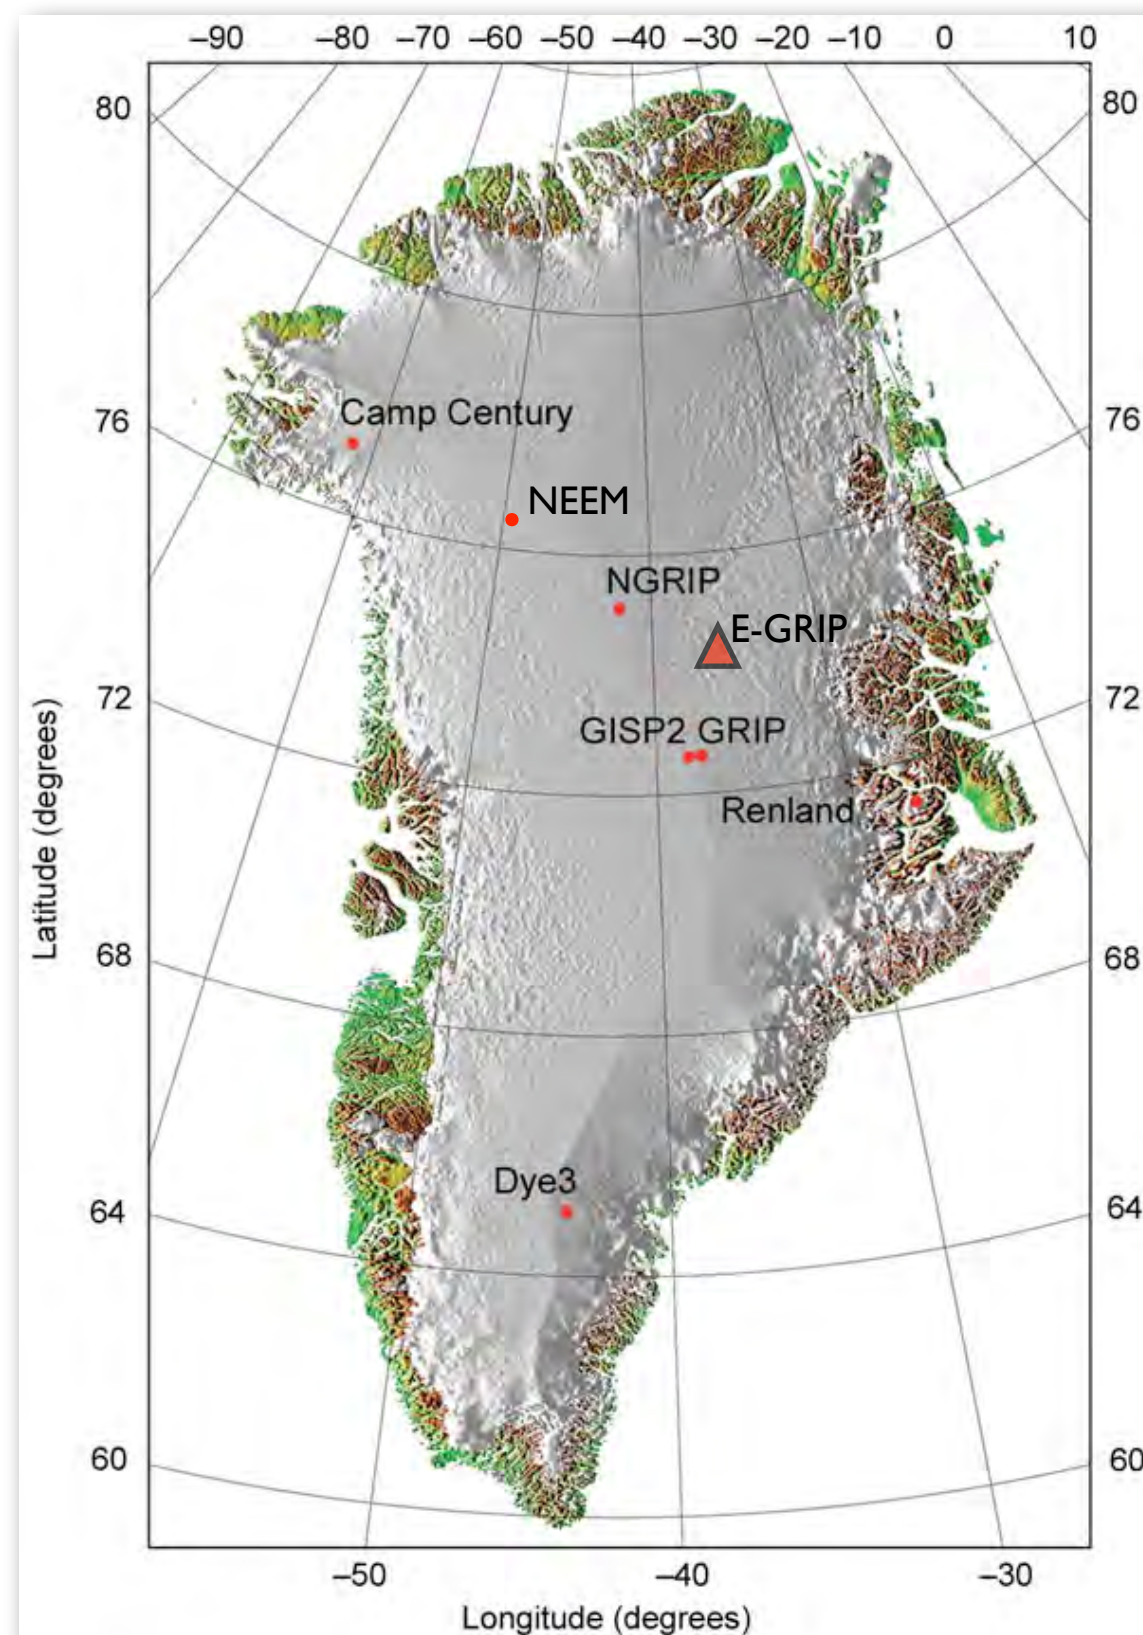 –90 –80 –70 –60 –50 –40 –30 –20 –10 0 10
80 80
Camp Century
76 76
NEEM
NGRIP
E-GRIP
72 72
GISP2 GRIP
Renland
Latitude (degrees)
68 68
Dye3
64 64
60 60
–50 –40 –30
Longitude (degrees)